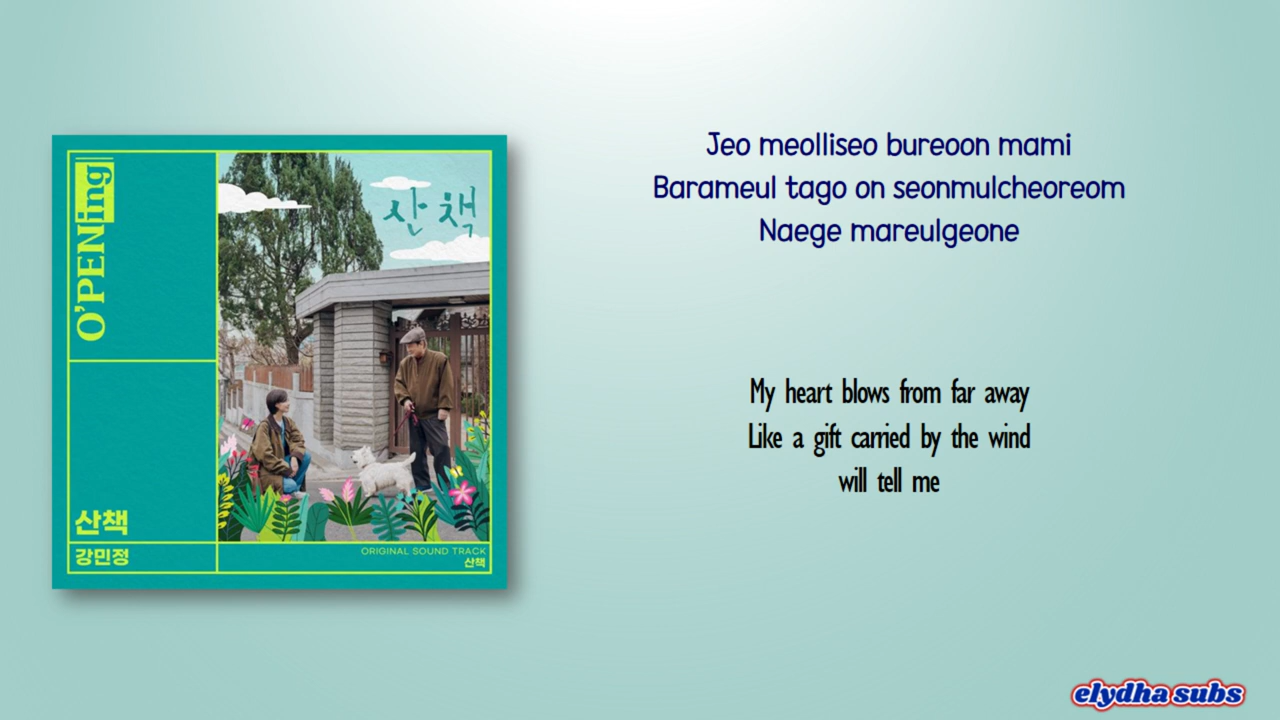 O'PENing
산책
산책
강민정
ORIGINAL SOUND TRACK
산책
Jeo meolliseo bureoon mami
Barameul tago on seonmulcheoreom
Naege mareulgeone
My heart blows from far away
Like a gift carried by the wind
will tell me
elydha subs